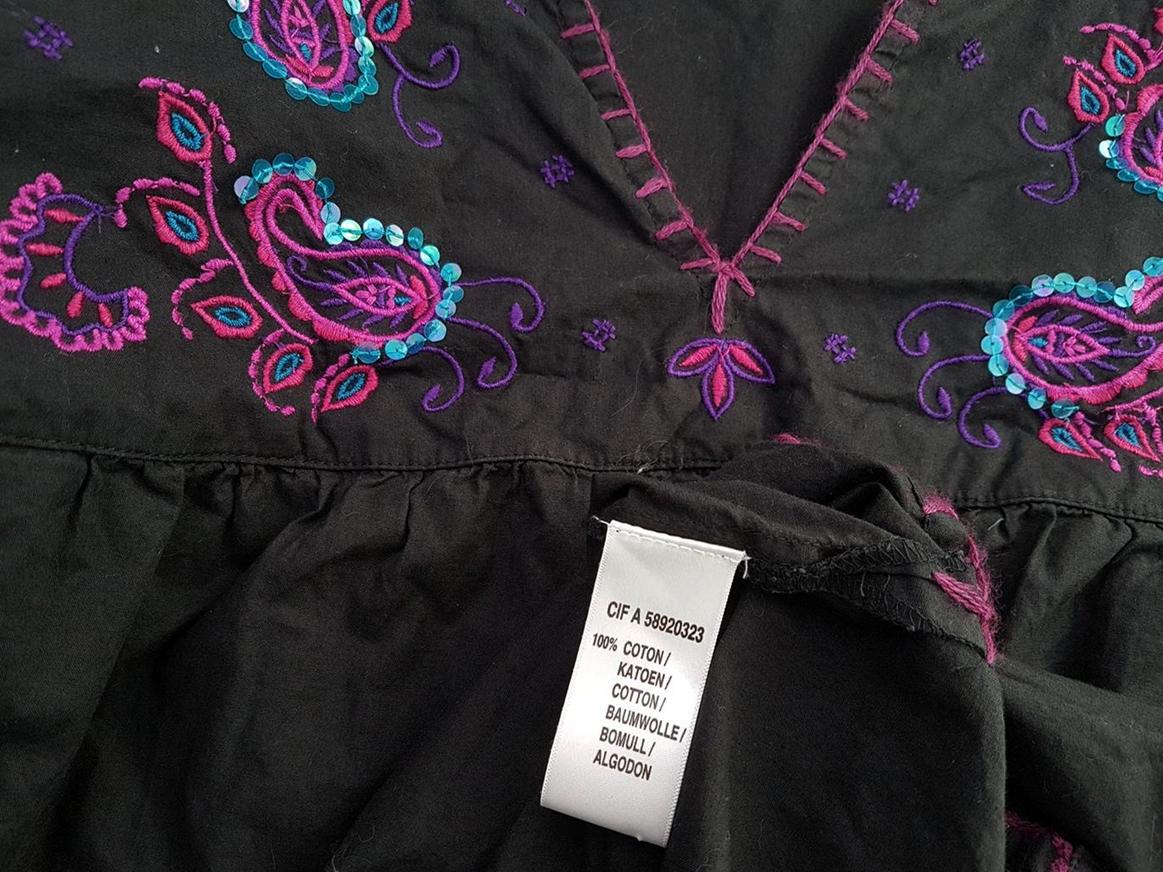 CIF A 58920323
100% COTON/
KATOEN/
COTTON/
BAUMWOLLE/
BOMULL/
ALGODON